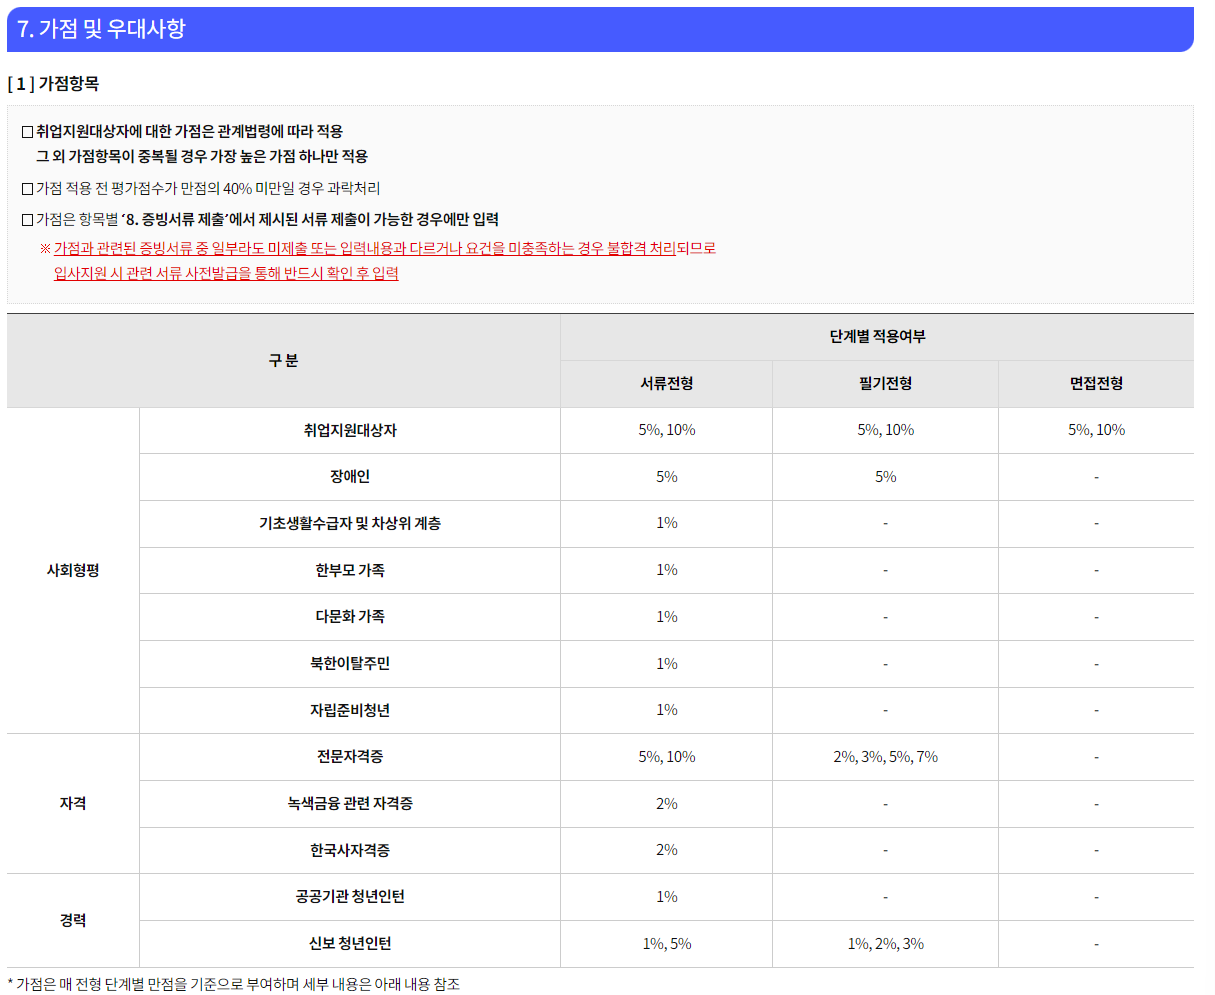 7. 가점 및 우대사항
[ 1 ] 가점항목
□ 취업지원대상자에 대한 가점은 관계법령에 따라 적용
그 외 가점항목이 중복될 경우 가장 높은 가점 하나만 적용
□ 가점 적용 전 평가점수가 만점의 40% 미만일 경우 과락처리
□ 가점은 항목별 ‘8. 증빙서류 제출’에서 제시된 서류 제출이 가능한 경우에만 입력
※ 가점과 관련된 증빙서류 중 일부라도 미제출 또는 입력내용과 다르거나 요건을 미충족하는 경우 불합격 처리되므로
입사지원 시 관련 서류 사전발급을 통해 반드시 확인 후 입력
구 분 단계별 적용여부
서류전형 필기전형 면접전형
사회형평
취업지원대상자 5%, 10% 5%, 10% 5%, 10%
장애인 5% 5% -
기초생활수급자 및 차상위 계층 1% - -
한부모 가족 1% - -
다문화 가족 1% - -
북한이탈주민 1% - -
자립준비청년 1% - -
자격
전문자격증 5%, 10% 2%, 3%, 5%, 7% -
녹색금융 관련 자격증 2% - -
한국사자격증 2% - -
경력
공공기관 청년인턴 1% - -
신보 청년인턴 1%, 5% 1%, 2%, 3% -
* 가점은 매 전형 단계별 만점을 기준으로 부여하며 세부 내용은 아래 내용 참조